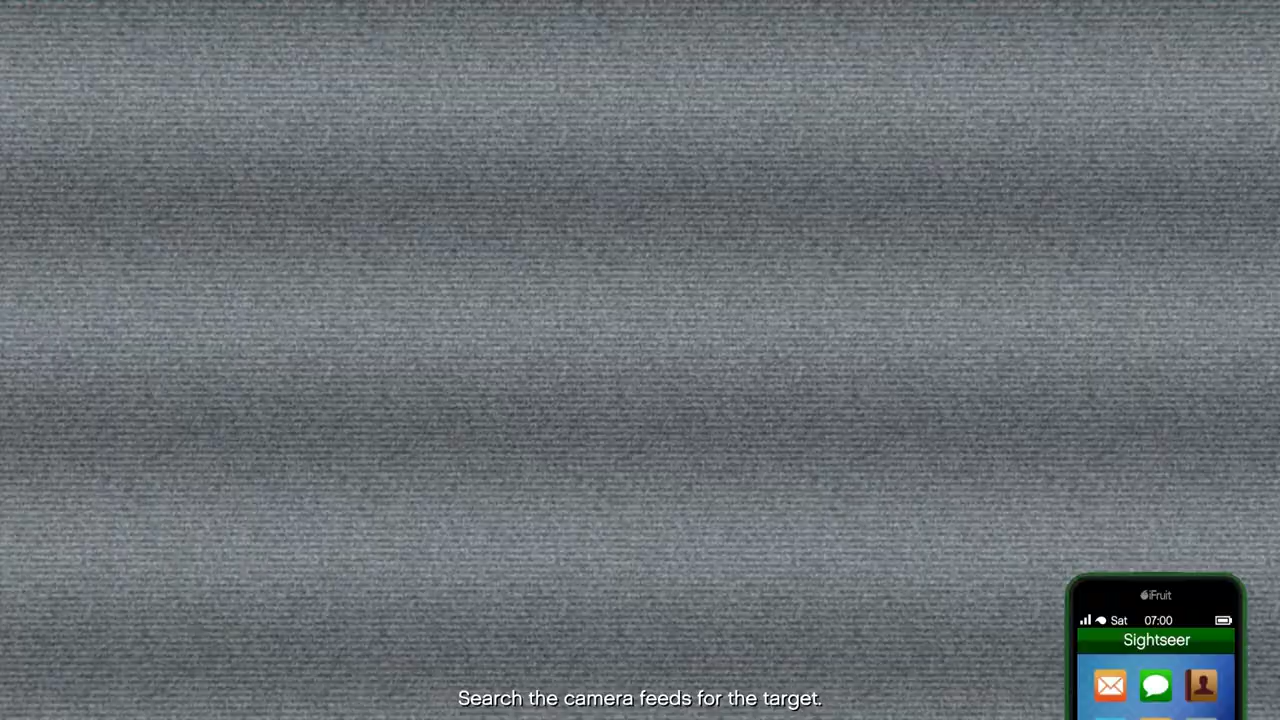 iFruit
Sat 07:00
Sightseer
Search the camera feeds for the target.